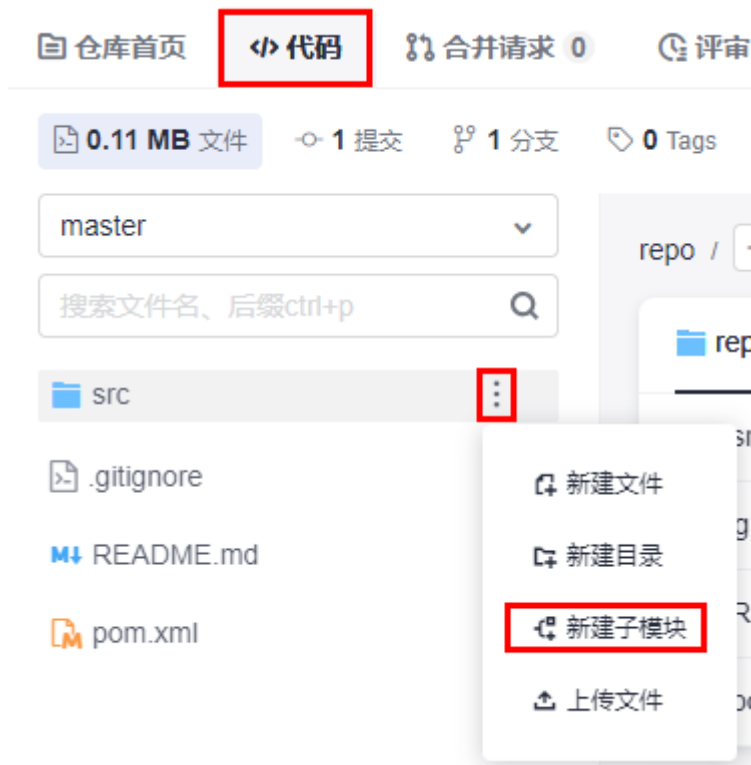 仓库首页 代码 合并请求 0 评审
0.11 MB 文件 1 提交 1 分支 0 Tags
master
repo /
搜索文件名、后缀ctrl+p
src
.gitignore
README.md
pom.xml
新建文件
新建目录
新建子模块
上传文件